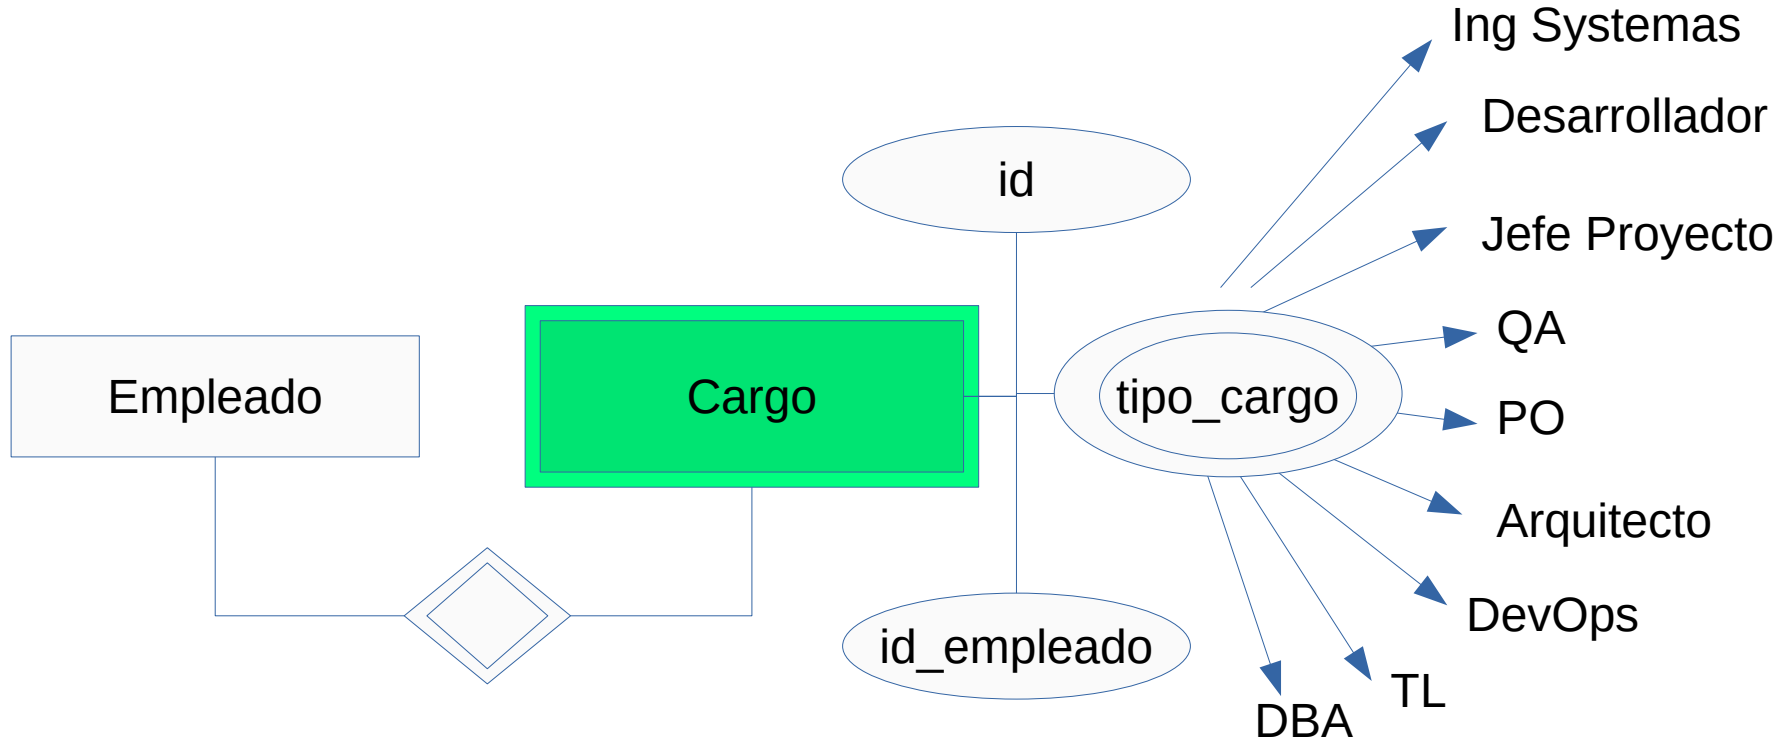 Ing Systemas
Desarrollador
id
Jefe Proyecto
QA
Empleado
Cargo
tipo_cargo
PO
Arquitecto
DevOps
id_empleado
TL
DBA